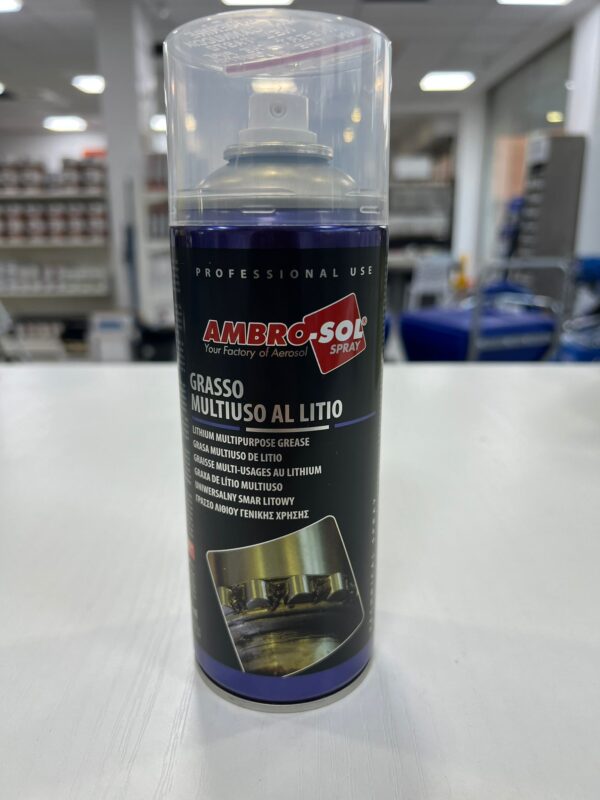 PROFESSIONAL USE
AMBRO-SOL®
SPRAY
Your Factory of Aerosol
GRASSO
MULTIUSO AL LITIO
LITHIUM MULTIPURPOSE GREASE
GRASA MULTIUSO DE LITIO
GRAISSE MULTI-USAGES AU LITHIUM
GRAXA DE LÍTIO MULTIUSO
UNIWERSALNY SMAR LITOWY
ΓΡΑΣΣΟ ΛΙΘΙΟΥ ΓΕΝΙΚΗΣ ΧΡΗΣΗΣ